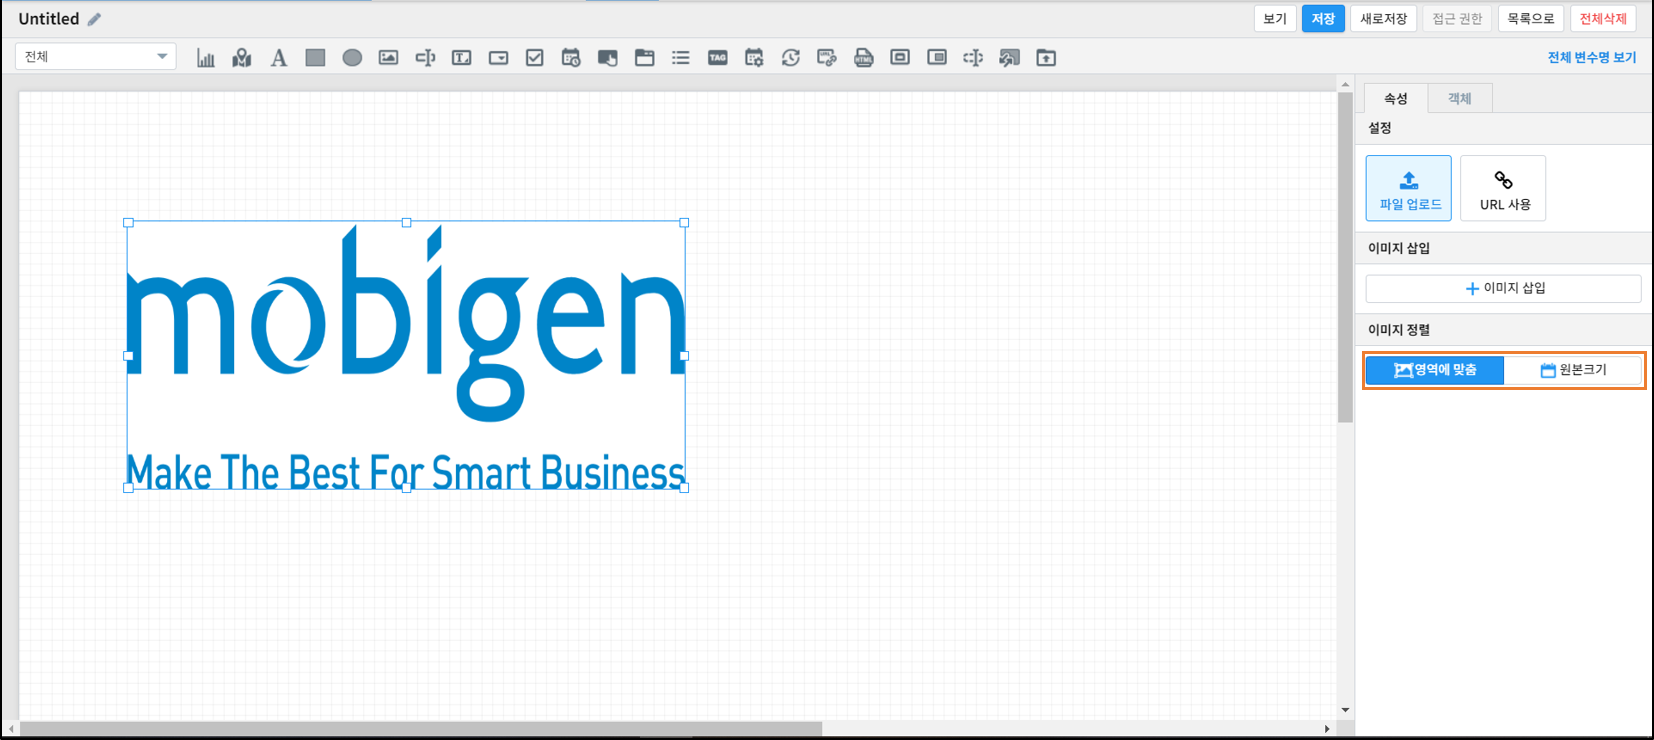 Untitled
보기 저장 새로저장 접근 권한 목록으로 전체삭제
전체
A
T
TAG
HTML
전체 변수명 보기
속성 객체
설정
파일 업로드 URL 사용
이미지 삽입
이미지 삽입
이미지 정렬
영역에 맞춤 원본크기
mobigen
Make The Best For Smart Business